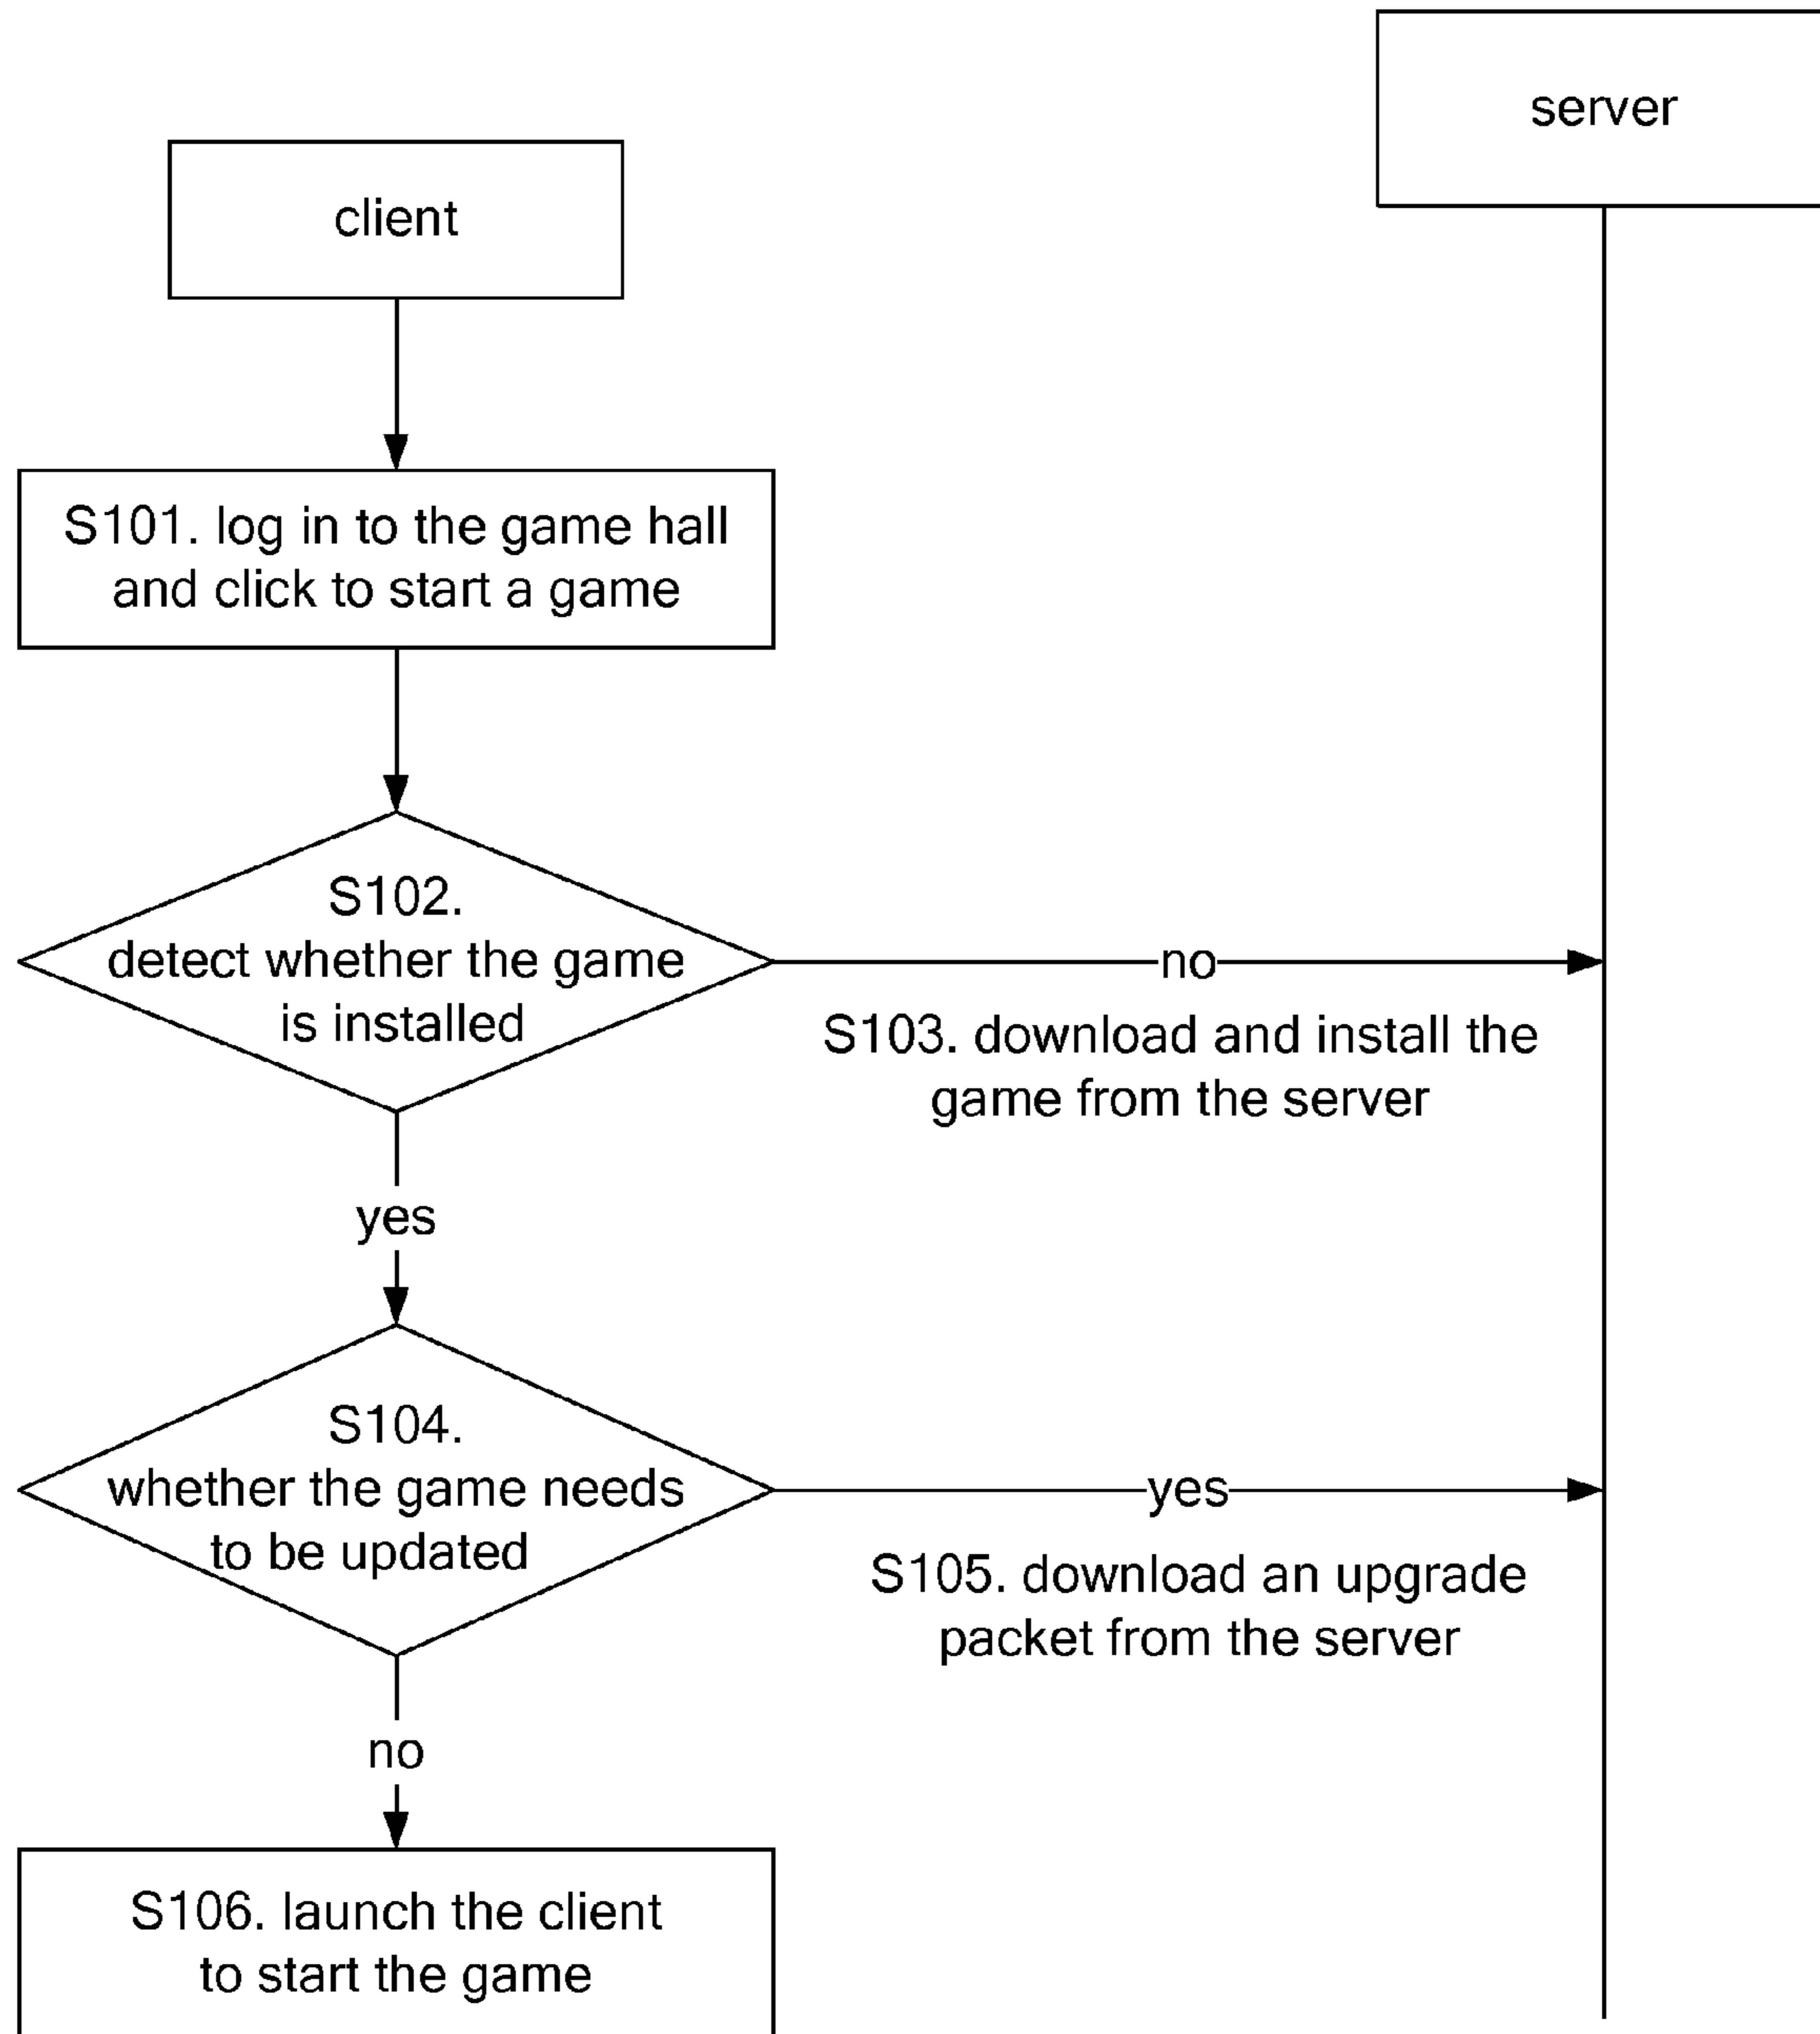 server
client
S101. log in to the game hall
and click to start a game
S102.
detect whether the game
is installed
no
S103. download and install the
game from the server
yes
S104.
whether the game needs
to be updated
yes
S105. download an upgrade
packet from the server
no
S106. launch the client
to start the game